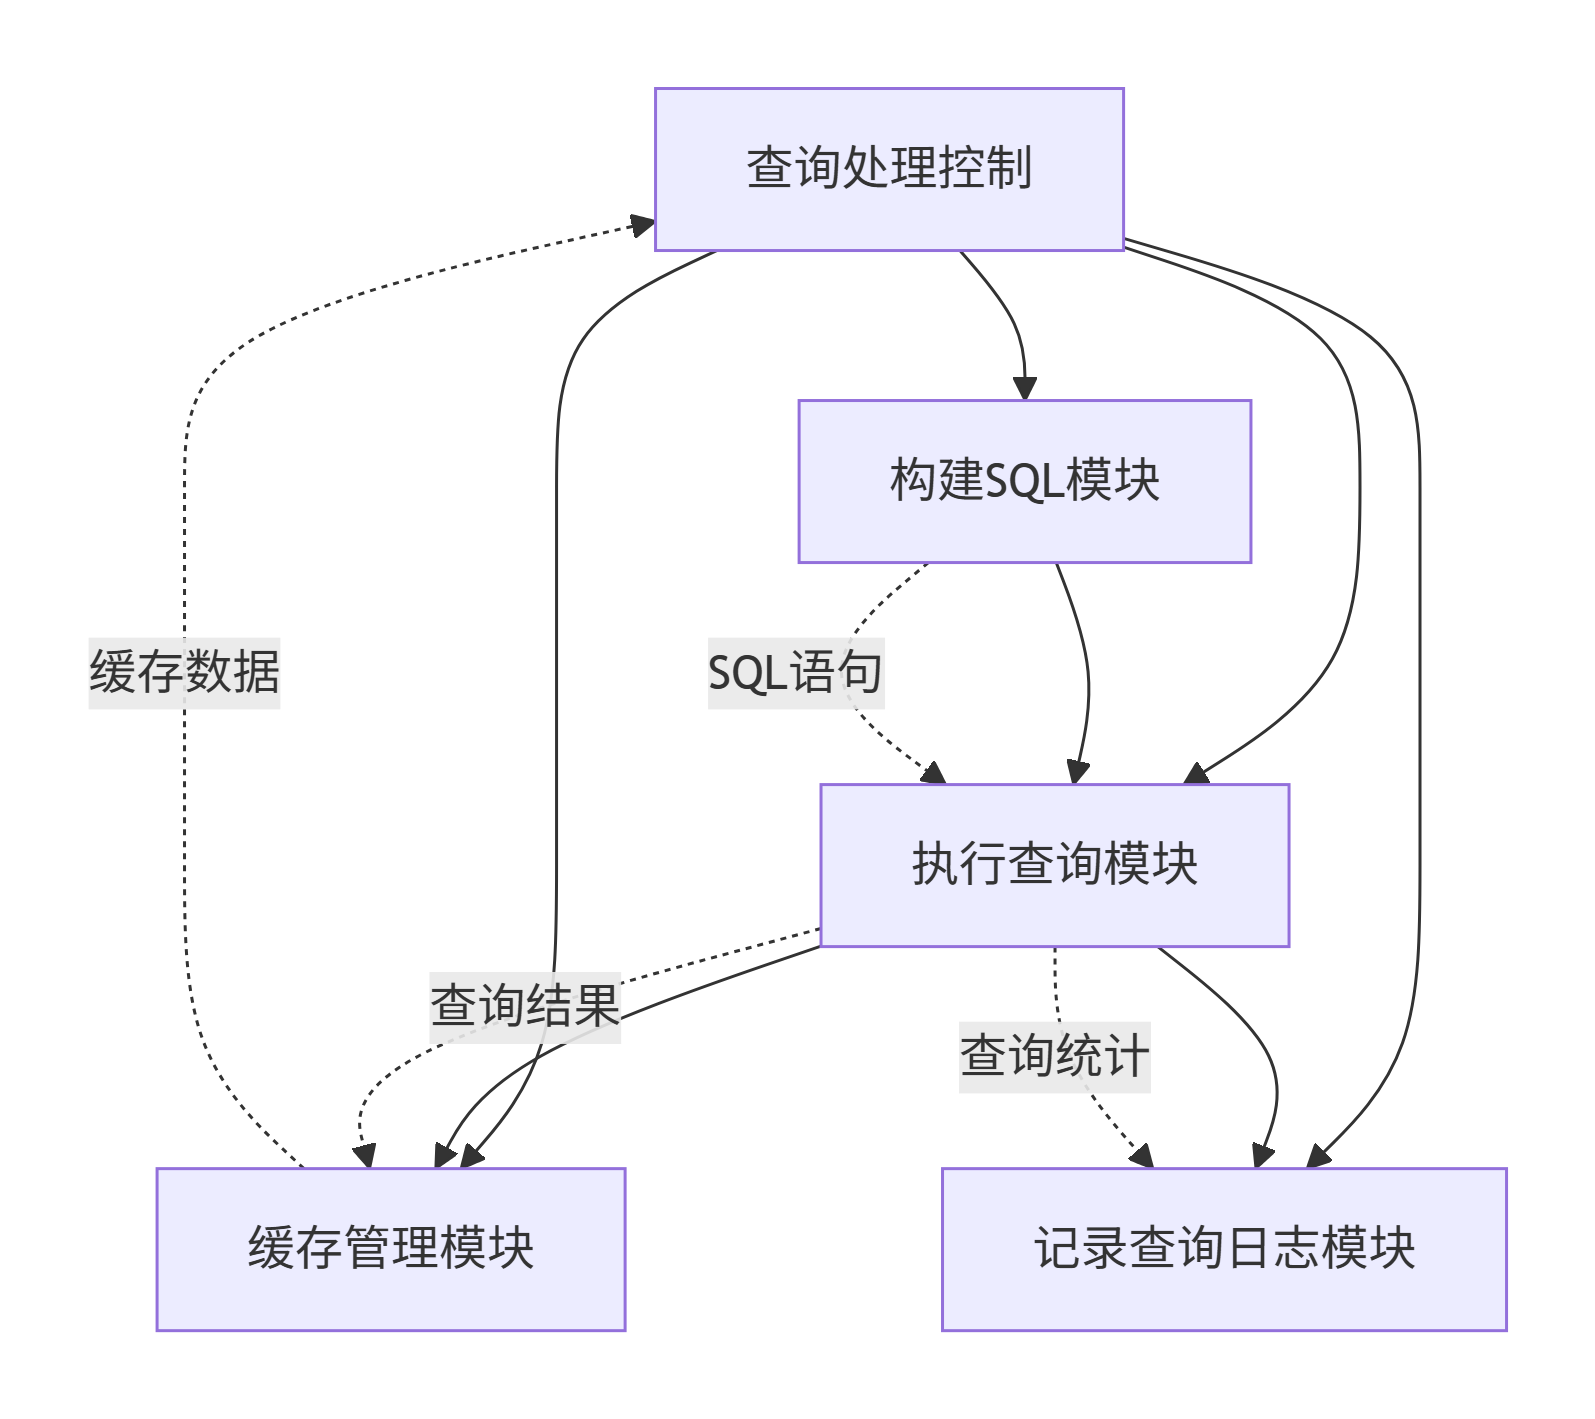 查询处理控制
构建SQL模块
缓存数据
SQL语句
执行查询模块
查询结果
查询统计
缓存管理模块
记录查询日志模块